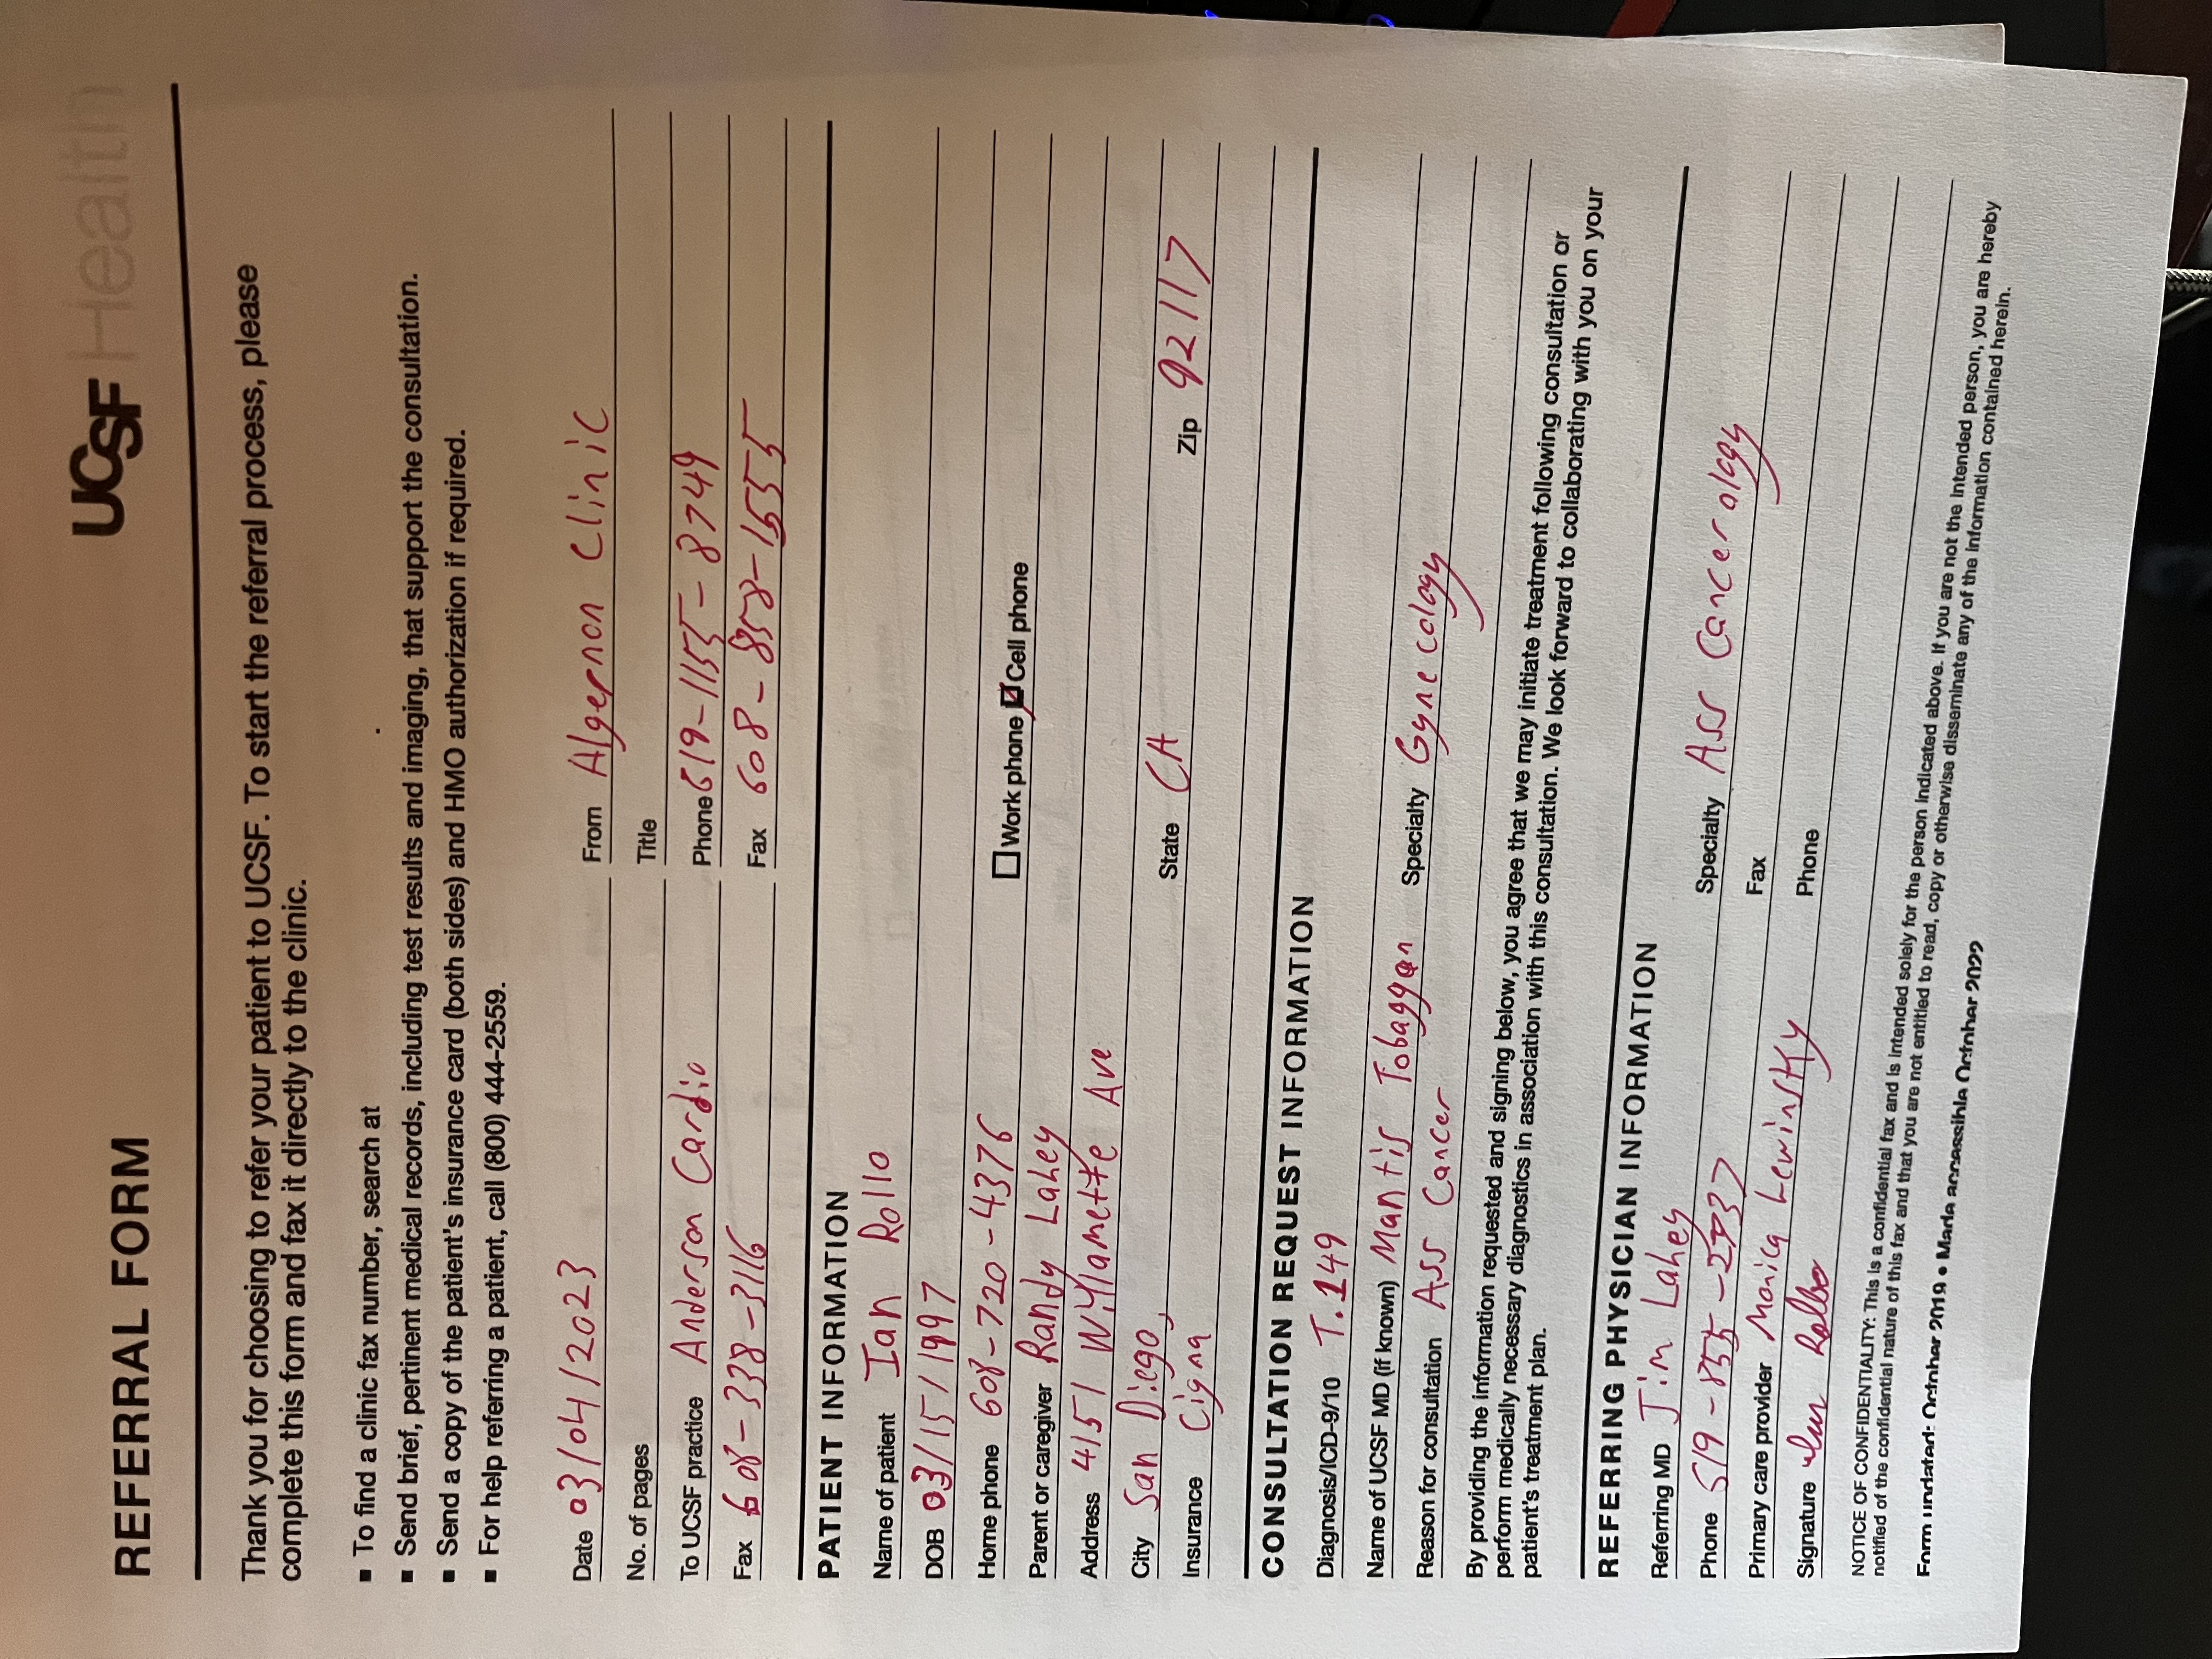 REFERRAL FORM
UCSF Health
Thank you for choosing to refer your patient to UCSF. To start the referral process, please
complete this form and fax it directly to the clinic.
▪ To find a clinic fax number, search at
▪ Send brief, pertinent medical records, including test results and imaging, that support the consultation.
▪ Send a copy of the patient's insurance card (both sides) and HMO authorization if required.
▪ For help referring a patient, call (800) 444-2559.
Date 03/04/2023 From Algernon Clinic
No. of pages Title
To UCSF practice Anderson Cardio Phone 619-1155-8749
Fax 608-338-3116 Fax 608-858-1555
PATIENT INFORMATION
Name of patient Ian Rollo
DOB 03/15/1997
Home phone 608-720-4376 ☐ Work phone ☑ Cell phone
Parent or caregiver Randy Lahey
Address 4151 Willamette Ave
City San Diego, State CA Zip 92117
Insurance Cigna
CONSULTATION REQUEST INFORMATION
Diagnosis/ICD-9/10 T.149
Name of UCSF MD (if known) Mantis Tobaggan Specialty Gynecology
Reason for consultation Ass Cancer
By providing the information requested and signing below, you agree that we may initiate treatment following consultation or
perform medically necessary diagnostics in association with this consultation. We look forward to collaborating with you on your
patient's treatment plan.
REFERRING PHYSICIAN INFORMATION
Referring MD Jim Lahey
Phone 519-855-2737 Specialty Ass Cancerology
Primary care provider Monica Lewinsky Fax
Signature Ian Rollo Phone
NOTICE OF CONFIDENTIALITY: This is a confidential fax and is intended solely for the person indicated above. If you are not the intended person, you are hereby
notified of the confidential nature of this fax and that you are not entitled to read, copy or otherwise disseminate any of the information contained herein.
Form updated: October 2019 • Made accessible October 2022